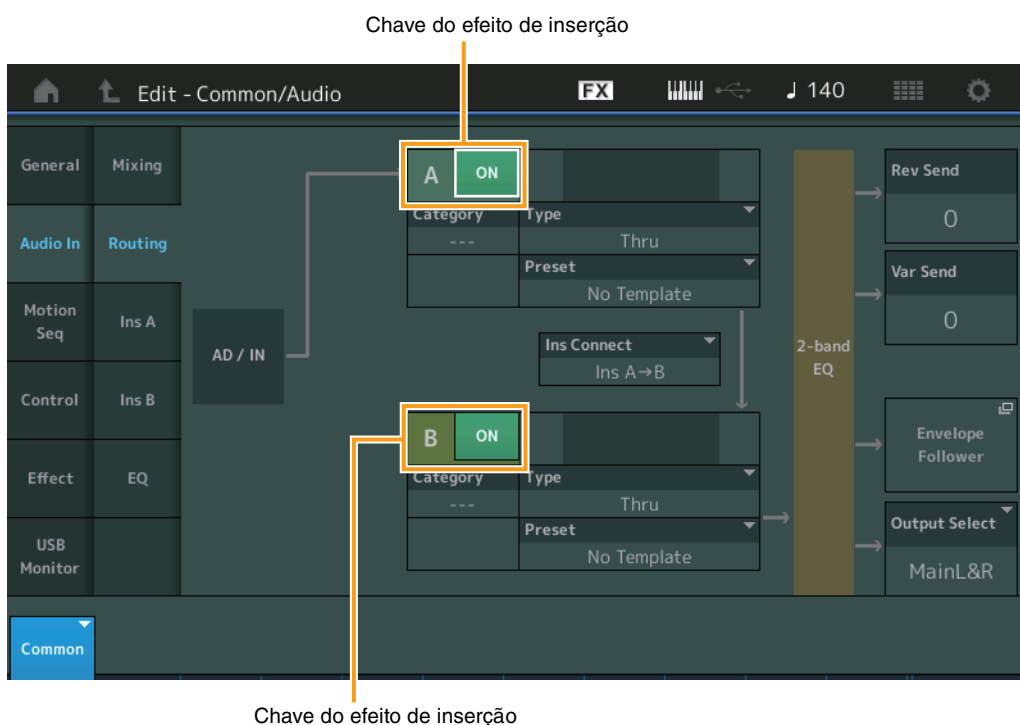 Chave do efeito de inserção
Edit - Common/Audio
FX
♩ 140
General
Mixing
A
ON
Category
Type
---
Thru
Preset
No Template
Rev Send
0
Audio In
Routing
Var Send
0
Motion
Seq
Ins A
AD / IN
Ins Connect
Ins A→B
2-band
EQ
Control
Ins B
B
ON
Category
Type
---
Thru
Preset
No Template
Envelope
Follower
Effect
EQ
Output Select
MainL&R
USB
Monitor
Common
Chave do efeito de inserção